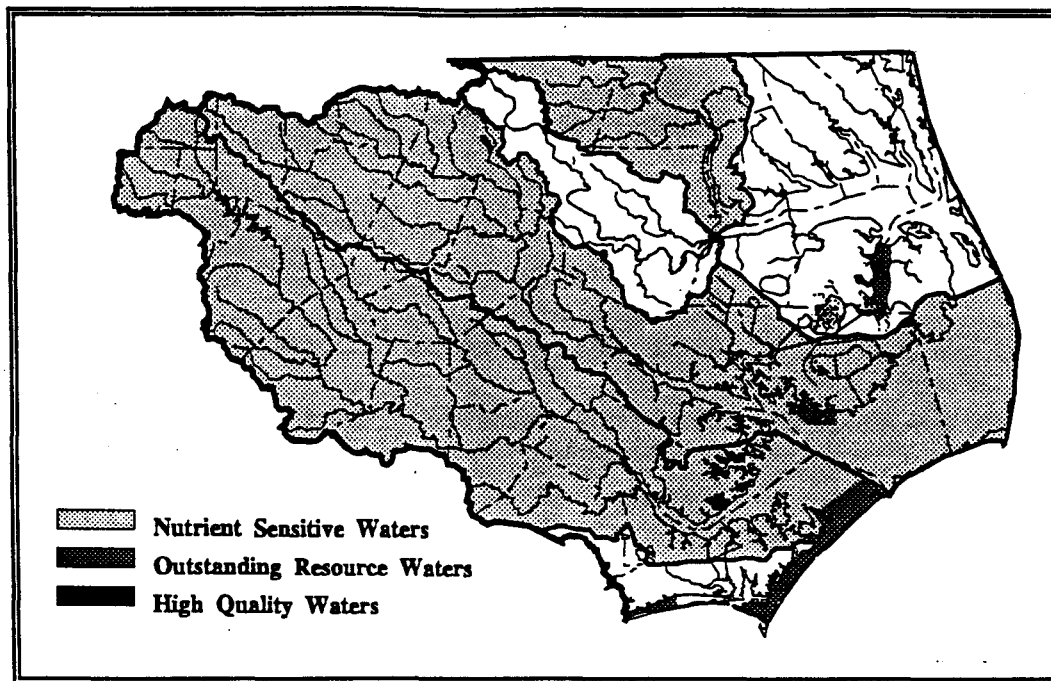 Nutrient Sensitive Waters
Outstanding Resource Waters
High Quality Waters